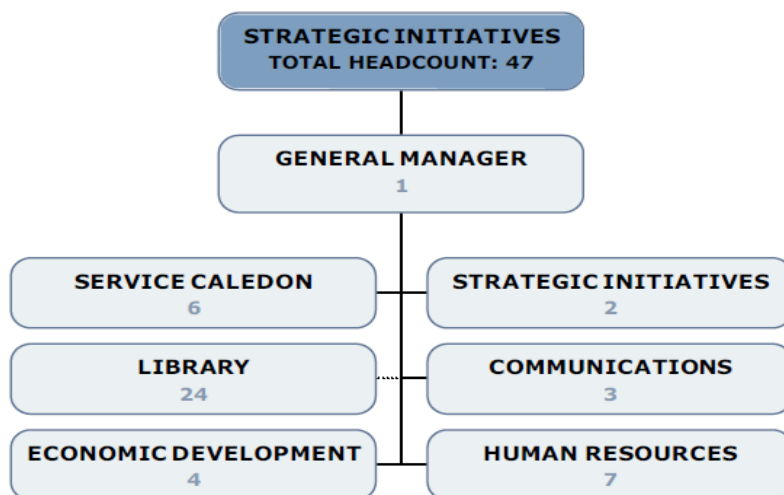 STRATEGIC INITIATIVES
TOTAL HEADCOUNT: 47
GENERAL MANAGER
1
SERVICE CALEDON
6
STRATEGIC INITIATIVES
2
LIBRARY
24
COMMUNICATIONS
3
ECONOMIC DEVELOPMENT
4
HUMAN RESOURCES
7